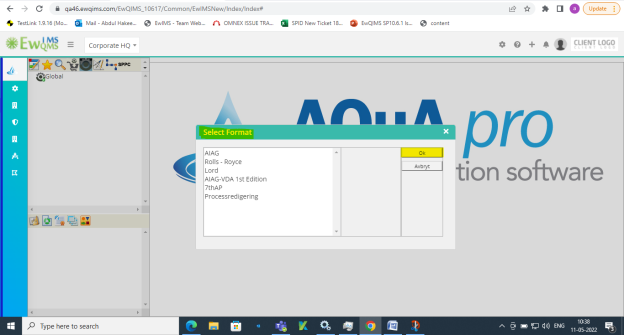 qa46.ewqims.com/EwQIMS_10617/Common/EwIMSNew/Index/Index#
a
Update
TestLink 1.9.16 (Mo...
Mail - Abdul Hakee...
EwIMS - Team Web...
OMNEX ISSUE TRA...
SPID New Ticket 18...
EwQIMS SP10.6.1 Is...
content
EwIMS
QIMS
Corporate HQ
CLIENT LOGO
SPPC
Global
AQuA pro
tion software
Select Format
×
AIAG
Rolls - Royce
Lord
AIAG-VDA 1st Edition
7thAP
Processredigering
Ok
Avbryt
Type here to search
ENG
10:38
11-05-2022